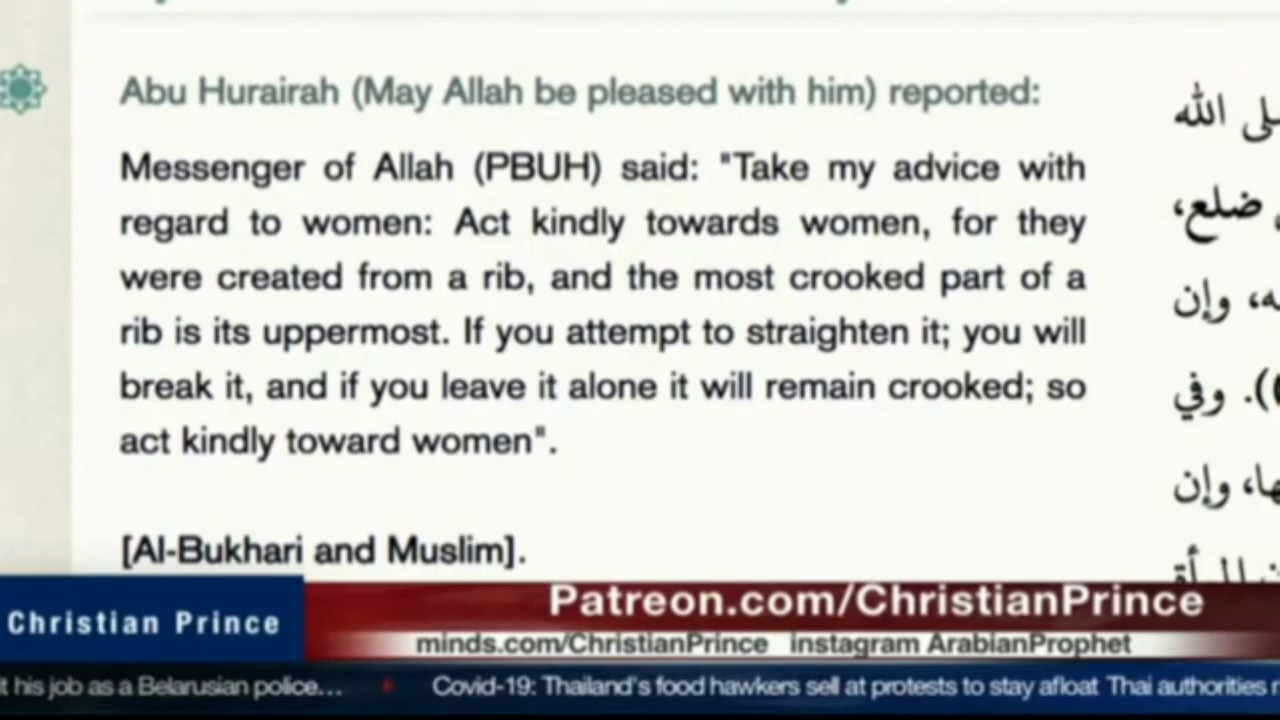 Abu Hurairah (May Allah be pleased with him) reported:
Messenger of Allah (PBUH) said: "Take my advice with
regard to women: Act kindly towards women, for they
were created from a rib, and the most crooked part of a
rib is its uppermost. If you attempt to straighten it; you will
break it, and if you leave it alone it will remain crooked; so
act kindly toward women".
[Al-Bukhari and Muslim].
الله
ضلع،
وإن
وفي
وإن
Patreon.com/ChristianPrince
Christian Prince
minds.com/ChristianPrince instagram ArabianProphet
his job as a Belarusian police... Covid-19: Thailand's food hawkers sell at protests to stay afloat Thai authorities